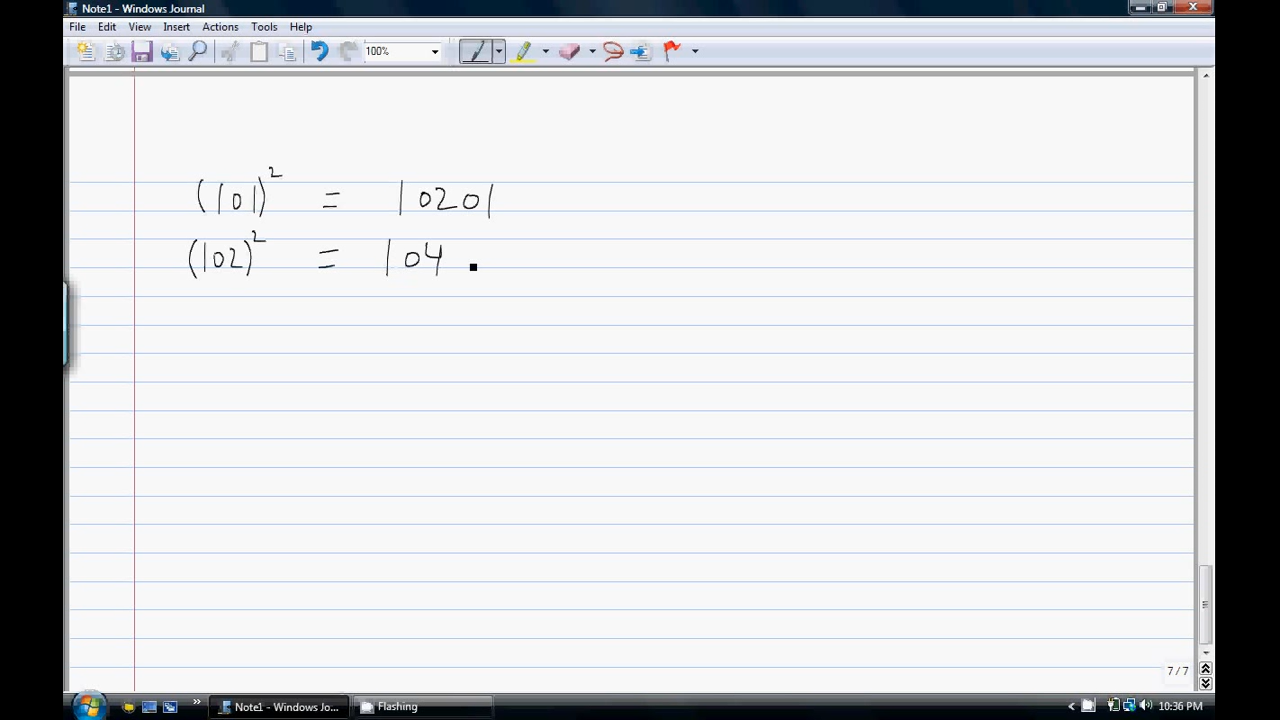 Note1 - Windows Journal
File Edit View Insert Actions Tools Help
100%
(101)² = 10201
(102)² = 104
7 / 7
» Note1 - Windows Jo... Flashing < 10:36 PM